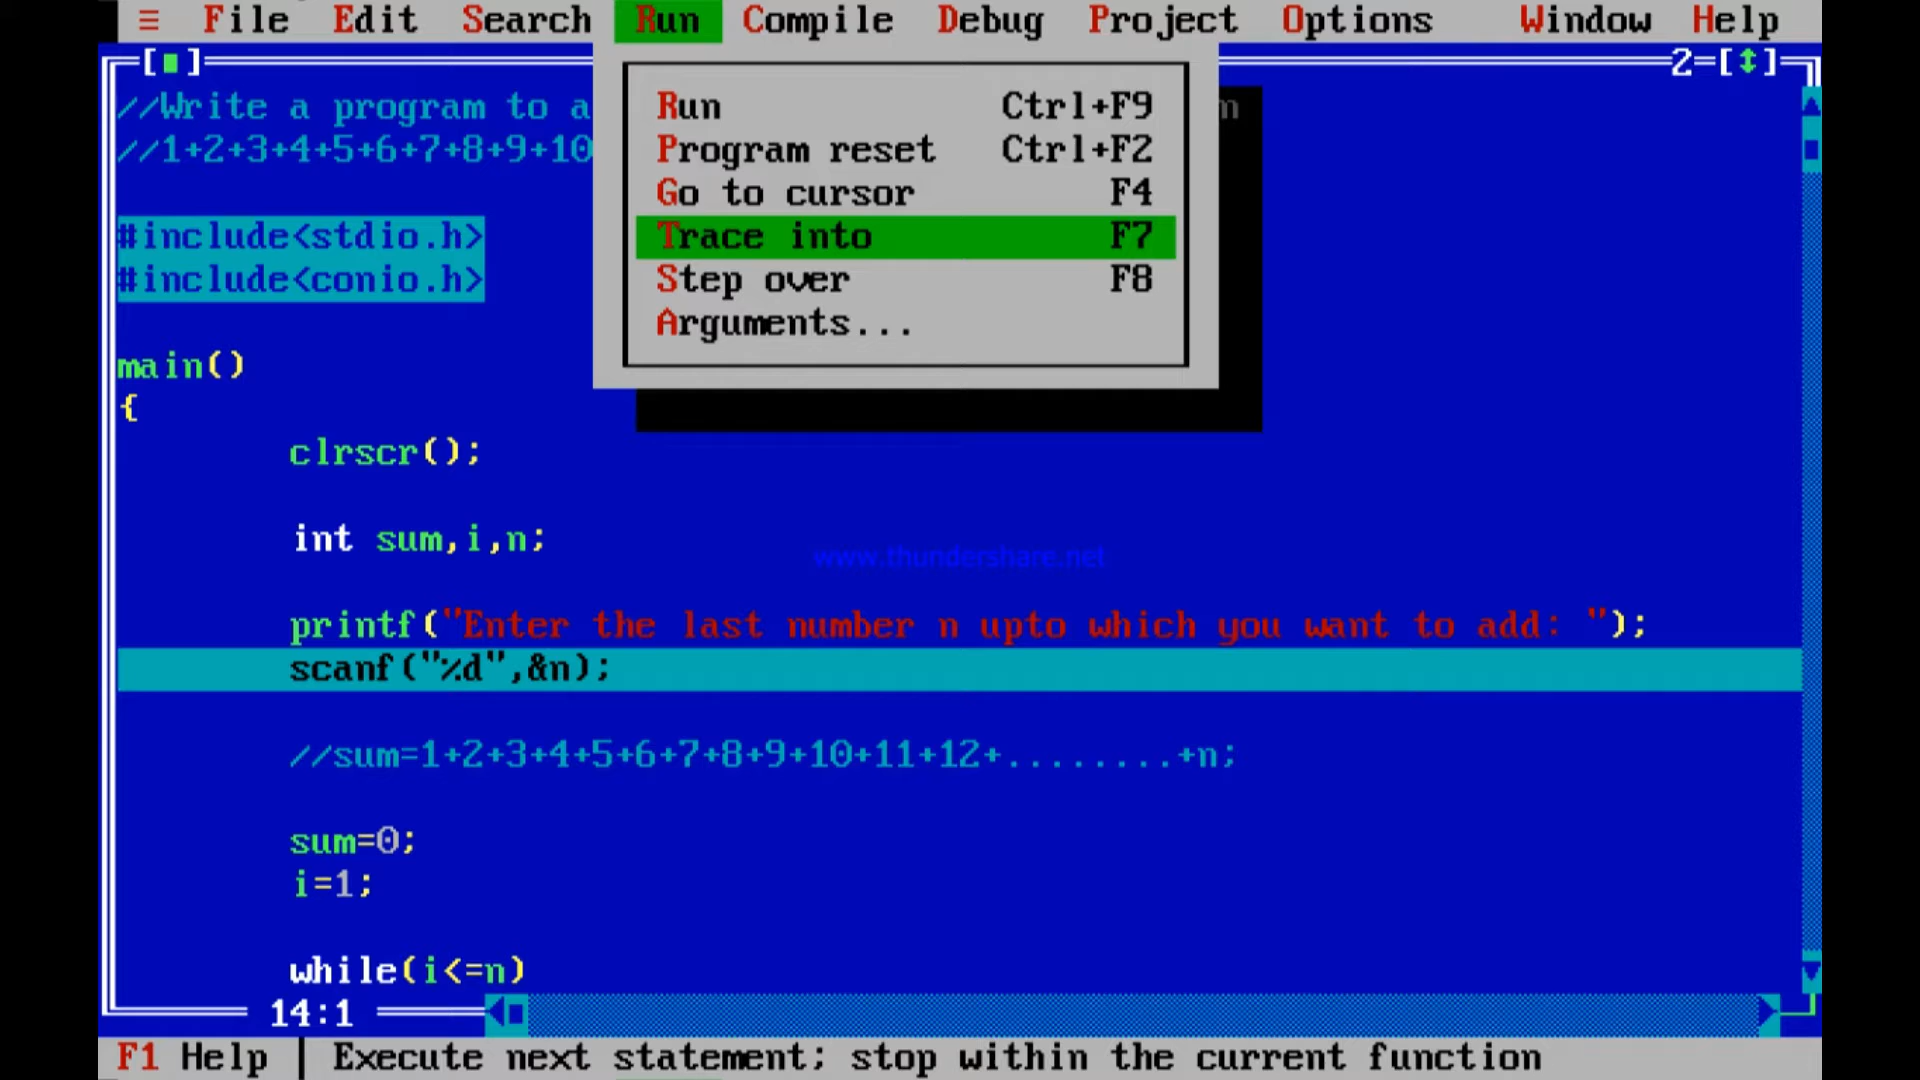 ≡ File Edit Search Run Compile Debug Project Options Window Help
[■] 2=[↕]
//Write a program to a
Run Ctrl+F9
n
//1+2+3+4+5+6+7+8+9+10
Program reset Ctrl+F2
Go to cursor F4
#include<stdio.h>
Trace into F7
#include<conio.h>
Step over F8
Arguments...
main()
{
clrscr();
int sum,i,n;
www.thundershare.net
printf("Enter the last number n upto which you want to add: ");
scanf("%d",&n);
//sum=1+2+3+4+5+6+7+8+9+10+11+12+........+n;
sum=0;
i=1;
while(i<=n)
14:1
F1 Help | Execute next statement; stop within the current function